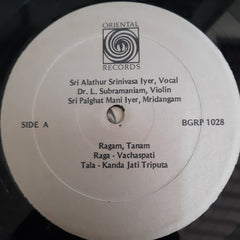 ORIENTAL
RECORDS
Sri Alathur Srinivasa Iyer, Vocal
Dr. L. Subramaniam, Violin
Sri Palghat Mani Iyer, Mridangam
SIDE A
BGRP 1028
Ragam, Tanam
Raga - Vachaspati
Tala - Kanda Jati Triputa